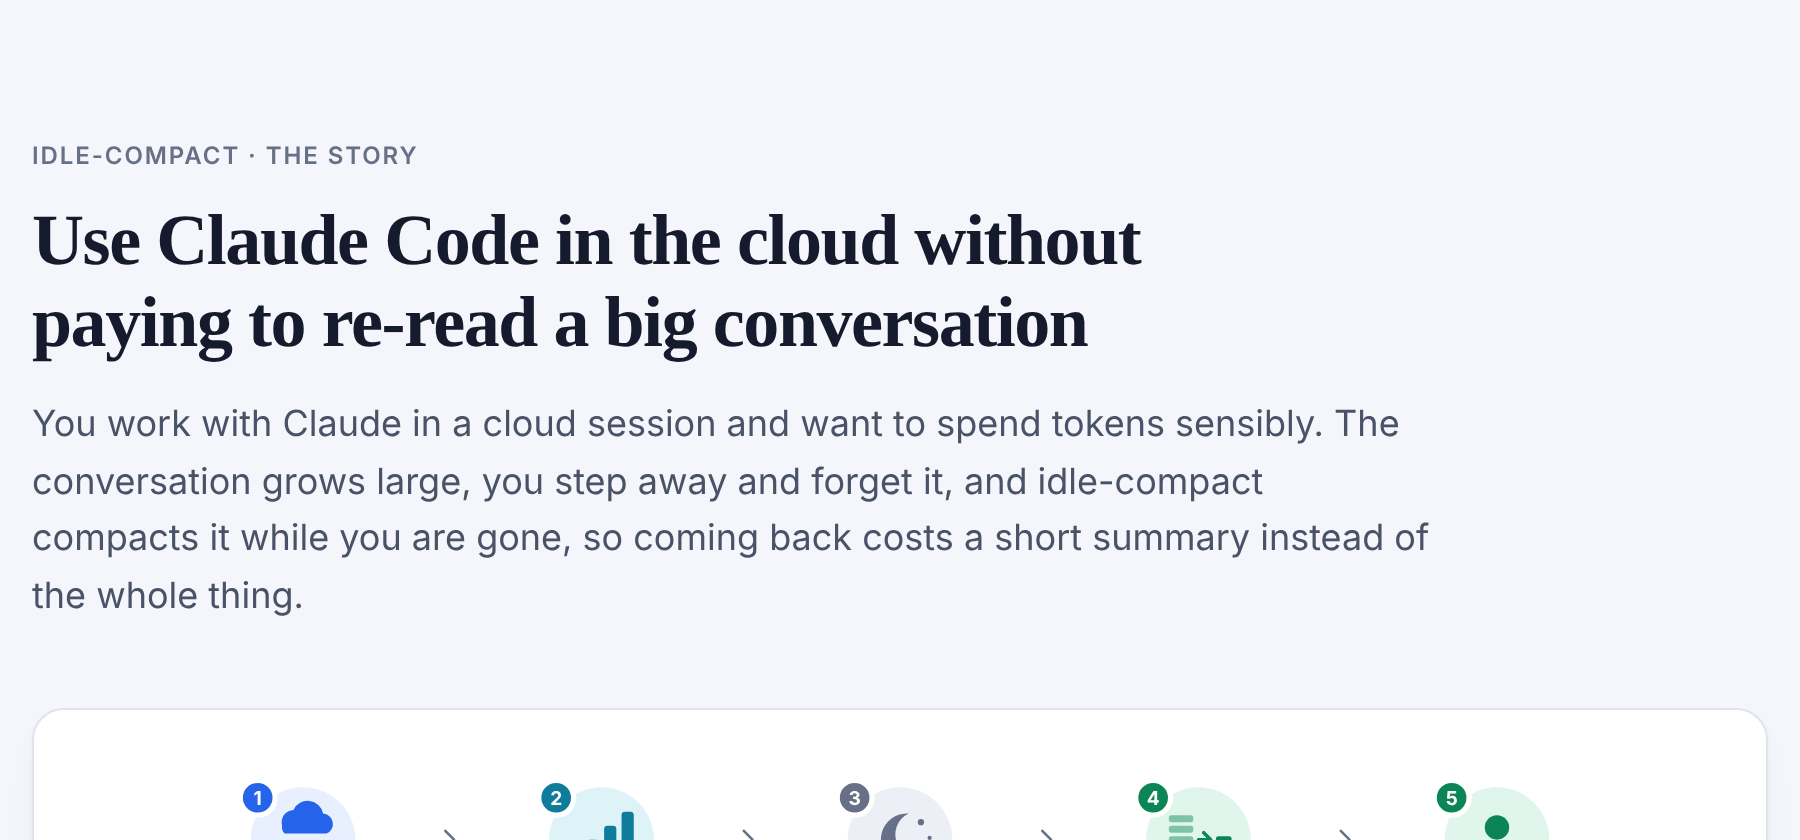 IDLE-COMPACT · THE STORY
Use Claude Code in the cloud without
paying to re-read a big conversation
You work with Claude in a cloud session and want to spend tokens sensibly. The
conversation grows large, you step away and forget it, and idle-compact
compacts it while you are gone, so coming back costs a short summary instead of
the whole thing.
1 2 3 4 5